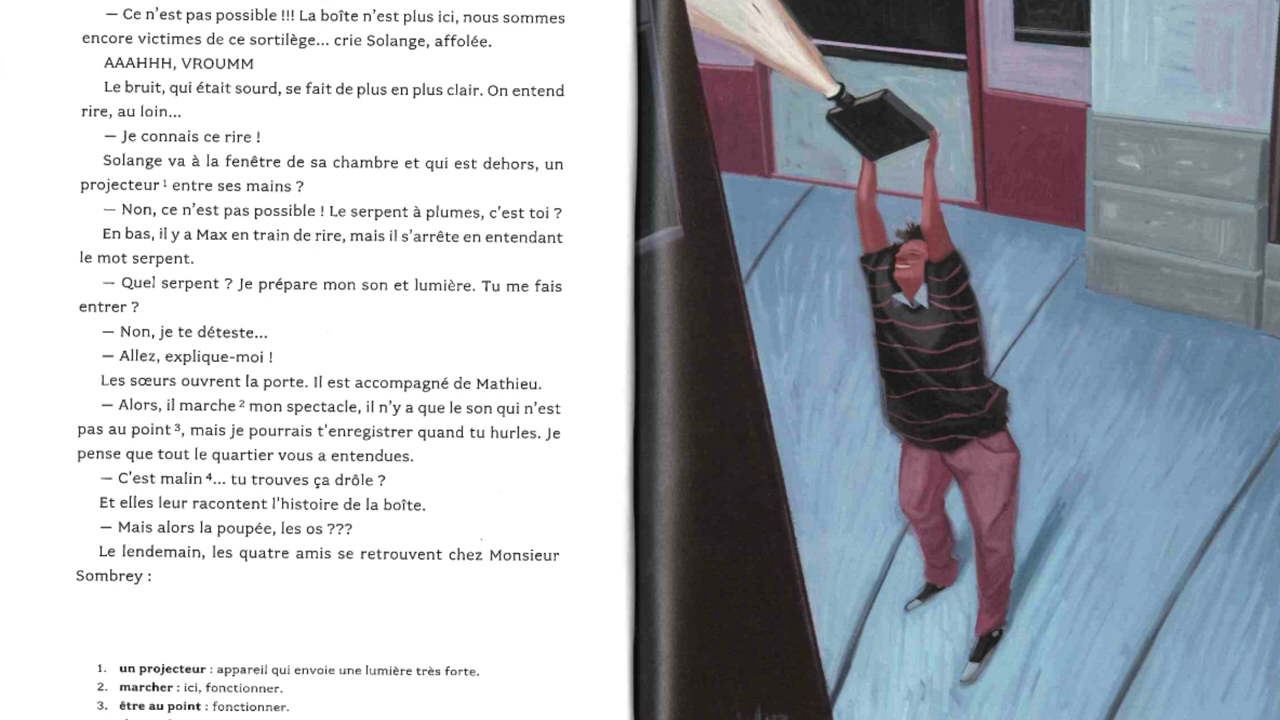 — Ce n'est pas possible !!! La boîte n'est plus ici, nous sommes
encore victimes de ce sortilège... crie Solange, affolée.
AAAHHH, VROUMM
Le bruit, qui était sourd, se fait de plus en plus clair. On entend
rire, au loin...
— Je connais ce rire !
Solange va à la fenêtre de sa chambre et qui est dehors, un
projecteur ¹ entre ses mains ?
— Non, ce n'est pas possible ! Le serpent à plumes, c'est toi ?
En bas, il y a Max en train de rire, mais il s'arrête en entendant
le mot serpent.
— Quel serpent ? Je prépare mon son et lumière. Tu me fais
entrer ?
— Non, je te déteste...
— Allez, explique-moi !
Les sœurs ouvrent la porte. Il est accompagné de Mathieu.
— Alors, il marche ² mon spectacle, il n'y a que le son qui n'est
pas au point ³, mais je pourrais t'enregistrer quand tu hurles. Je
pense que tout le quartier vous a entendues.
— C'est malin ⁴... tu trouves ça drôle ?
Et elles leur racontent l'histoire de la boîte.
— Mais alors la poupée, les os ???
Le lendemain, les quatre amis se retrouvent chez Monsieur
Sombrey :
1. un projecteur : appareil qui envoie une lumière très forte.
2. marcher : ici, fonctionner.
3. être au point : fonctionner.